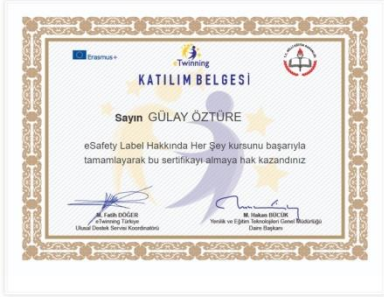 Erasmus+
eTwinning
KATILIM BELGESİ
Sayın GÜLAY ÖZTÜRE
eSafety Label Hakkında Her Şey kursunu başarıyla
tamamlayarak bu sertifikayı almaya hak kazandınız
M. Fatih DÖĞER
eTwinning Türkiye
Ulusal Destek Servisi Koordinatörü
M. Hakan BÜCÜK
Yenilik ve Eğitim Teknolojileri Genel Müdürlüğü
Daire Başkanı